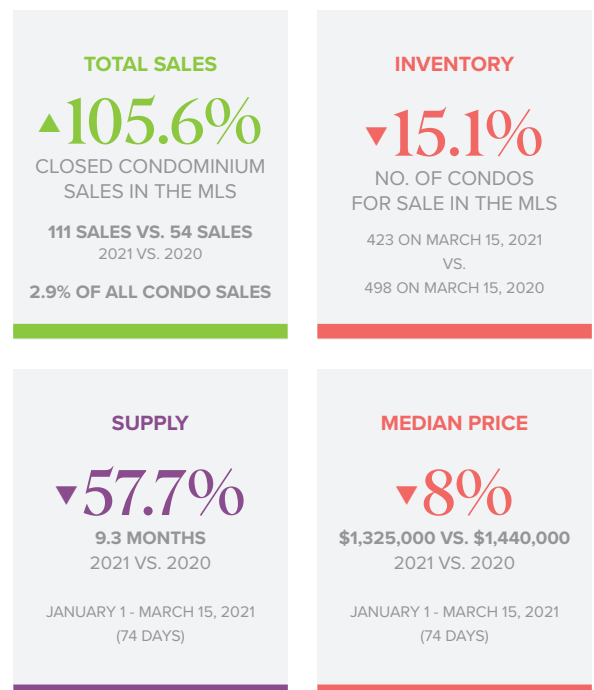 TOTAL SALES
▲105.6%
CLOSED CONDOMINIUM
SALES IN THE MLS
111 SALES VS. 54 SALES
2021 VS. 2020
2.9% OF ALL CONDO SALES
INVENTORY
▼15.1%
NO. OF CONDOS
FOR SALE IN THE MLS
423 ON MARCH 15, 2021
VS.
498 ON MARCH 15, 2020
SUPPLY
▼57.7%
9.3 MONTHS
2021 VS. 2020
JANUARY 1 - MARCH 15, 2021
(74 DAYS)
MEDIAN PRICE
▼8%
$1,325,000 VS. $1,440,000
2021 VS. 2020
JANUARY 1 - MARCH 15, 2021
(74 DAYS)